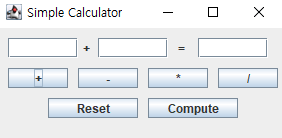 Simple Calculator
+ =
+ - * /
Reset Compute